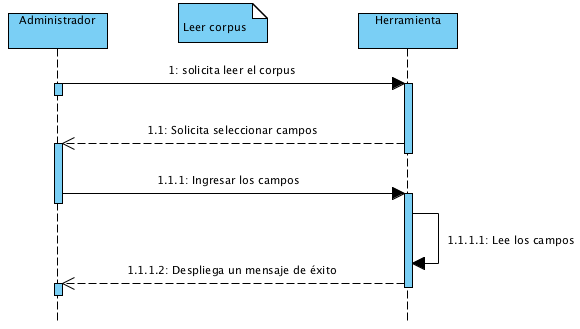 Administrador
Leer corpus
Herramienta
1: solicita leer el corpus
1.1: Solicita seleccionar campos
1.1.1: Ingresar los campos
1.1.1.1: Lee los campos
1.1.1.2: Despliega un mensaje de éxito